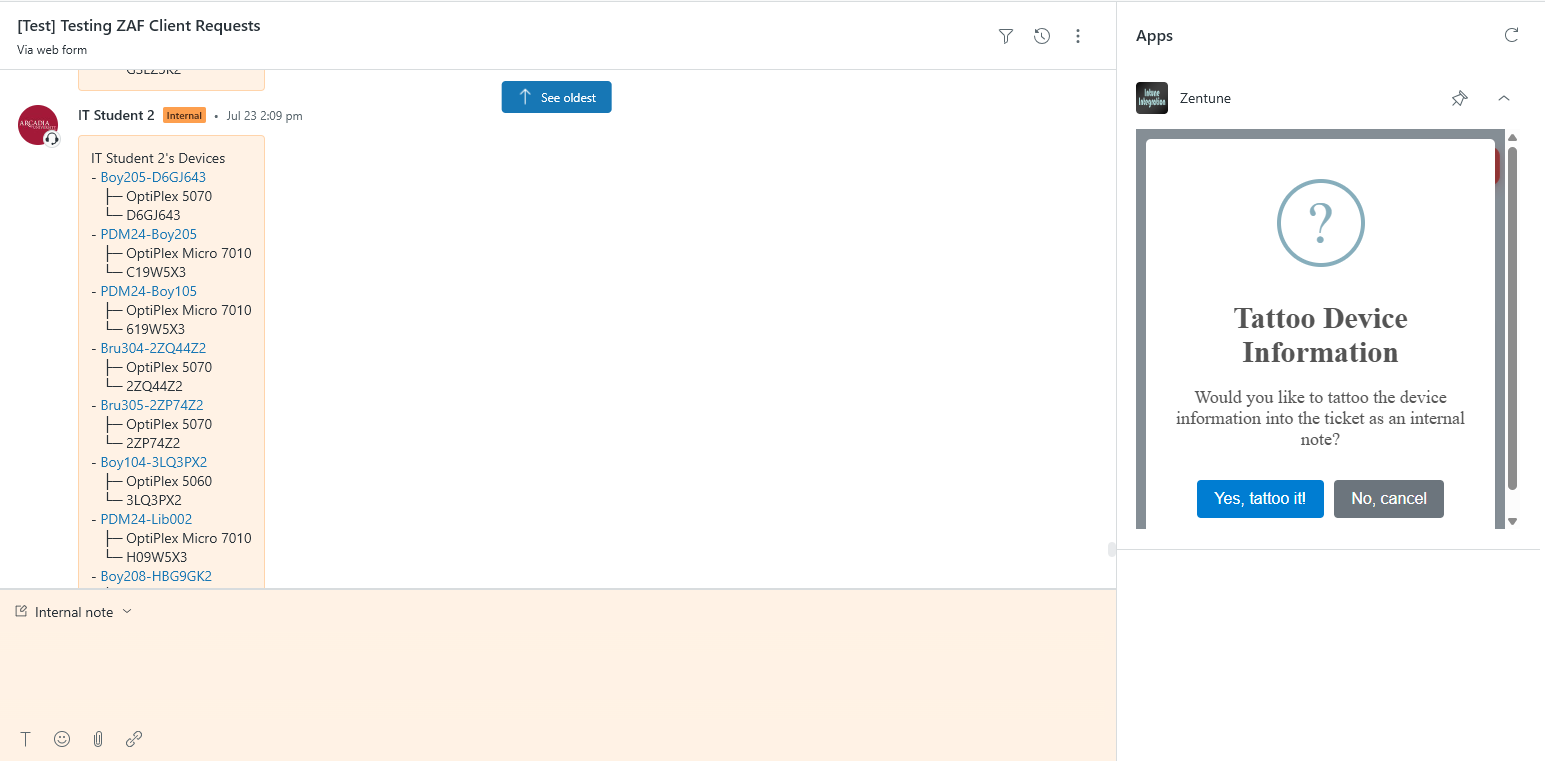 [Test] Testing ZAF Client Requests
Via web form
See oldest
IT Student 2 Internal • Jul 23 2:09 pm
ARCADIA
UNIVERSITY
IT Student 2's Devices
- Boy205-D6GJ643
├─ OptiPlex 5070
└─ D6GJ643
- PDM24-Boy205
├─ OptiPlex Micro 7010
└─ C19W5X3
- PDM24-Boy105
├─ OptiPlex Micro 7010
└─ 619W5X3
- Bru304-2ZQ44Z2
├─ OptiPlex 5070
└─ 2ZQ44Z2
- Bru305-2ZP74Z2
├─ OptiPlex 5070
└─ 2ZP74Z2
- Boy104-3LQ3PX2
├─ OptiPlex 5060
└─ 3LQ3PX2
- PDM24-Lib002
├─ OptiPlex Micro 7010
└─ H09W5X3
- Boy208-HBG9GK2
Internal note
Apps
Intune
Integration
Zentune
?
Tattoo Device
Information
Would you like to tattoo the device
information into the ticket as an internal
note?
Yes, tattoo it!
No, cancel